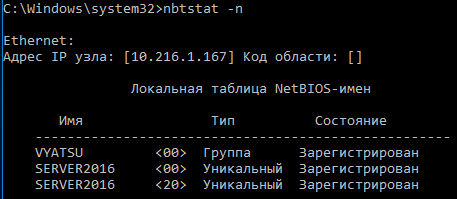 C:\Windows\system32>nbtstat -n
Ethernet:
Адрес IP узла: [10.216.1.167] Код области: []
Локальная таблица NetBIOS-имен
Имя Тип Состояние
---------------------------------------------------
VYATSU <00> Группа Зарегистрирован
SERVER2016 <00> Уникальный Зарегистрирован
SERVER2016 <20> Уникальный Зарегистрирован